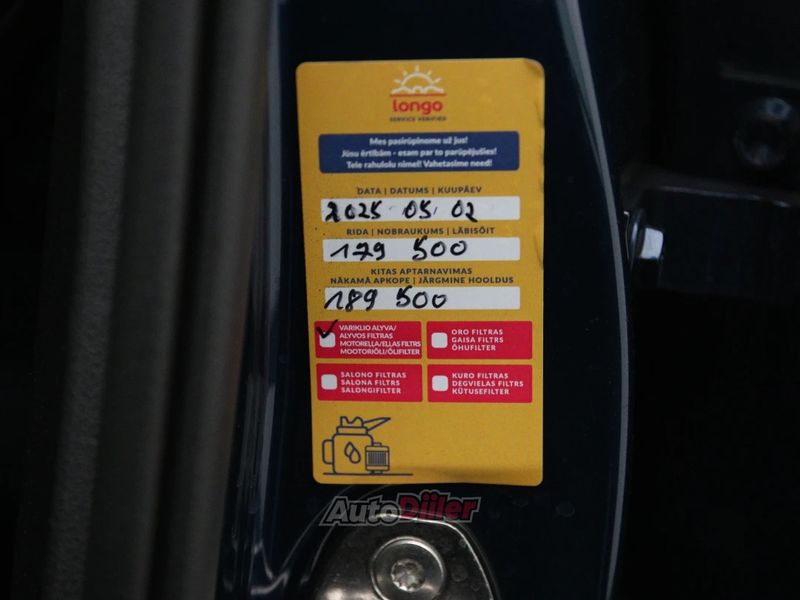 longo
SERVICE VERIFIED
Mes pasirūpinome už jus!
Jūsu ērtībām - esam par to parūpējušies!
Teie rahulolu nimel! Vahetasime need!
DATA | DATUMS | KUUPÄEV
2025 05 02
RIDA | NOBRAUKUMS | LÄBISÕIT
179 500
KITAS APTARNAVIMAS
NĀKAMĀ APKOPE | JÄRGMINE HOOLDUS
189 500
VARIKLIO ALYVA/
ALYVOS FILTRAS
MOTOREĻĻA/EĻĻAS FILTRS
MOOTORIÕLI/ÕLIFILTER
ORO FILTRAS
GAISA FILTRS
ÕHUFILTER
SALONO FILTRAS
SALONA FILTRS
SALONGIFILTER
KURO FILTRAS
DEGVIELAS FILTRS
KÜTUSEFILTER
AutoDiiler